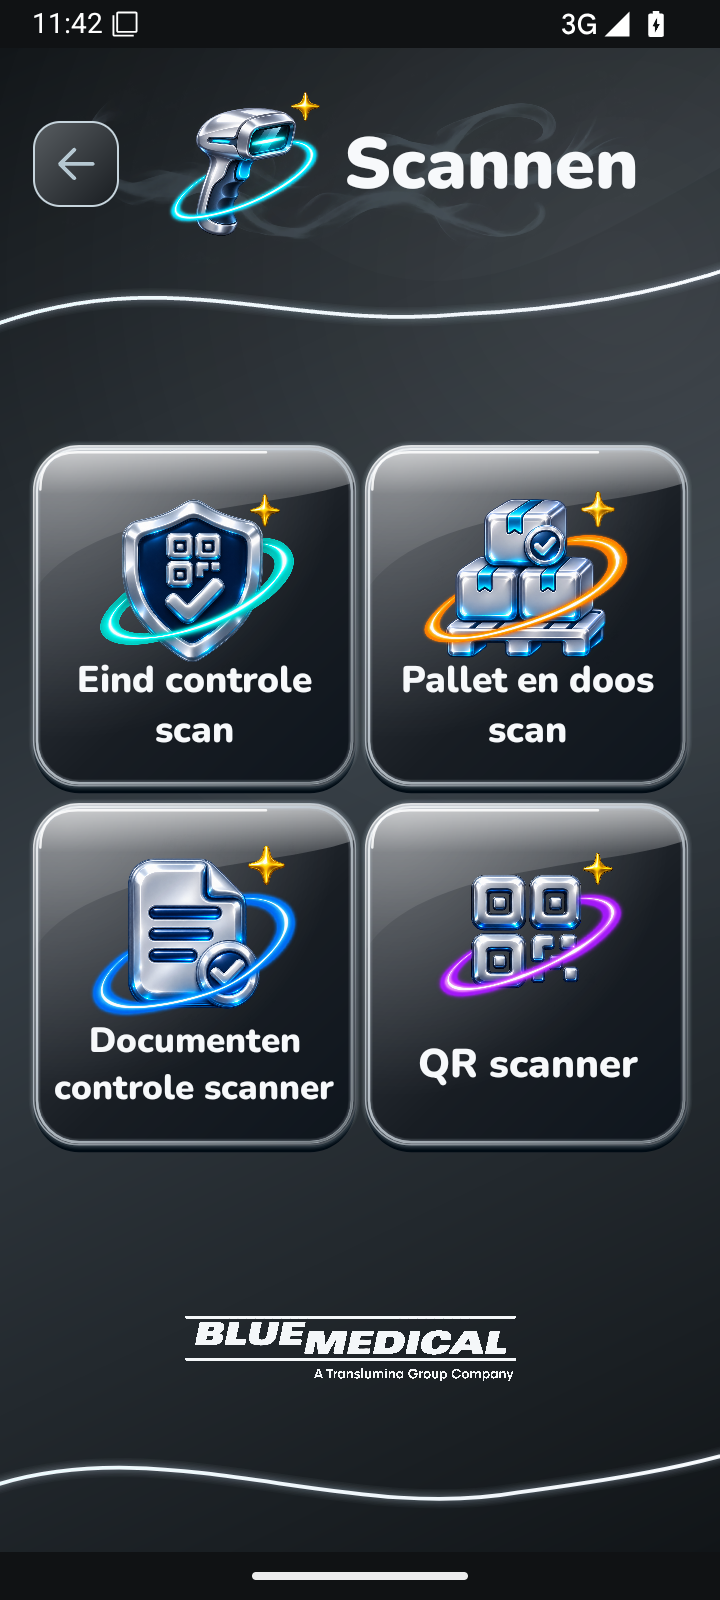 11:42
3G
Scannen
Eind controle
scan
Pallet en doos
scan
Documenten
controle scanner
QR scanner
BLUEMEDICAL
A Translumina Group Company